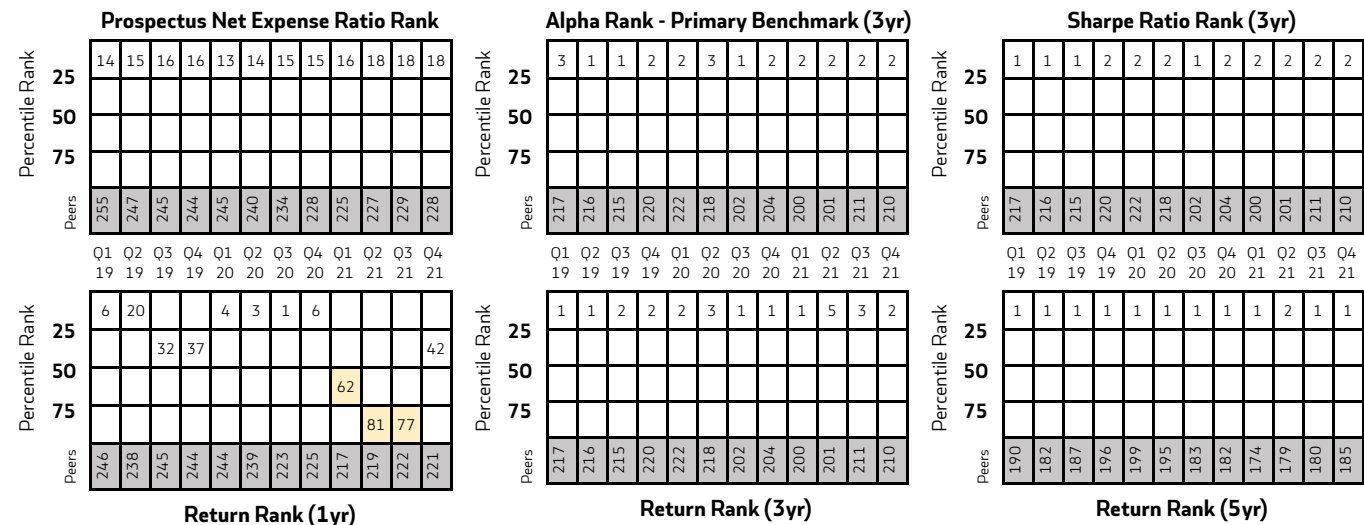 Prospectus Net Expense Ratio Rank
Percentile Rank
25
50
75
14 15 16 16 13 14 15 15 16 18 18 18
Peers
255 247 245 244 245 240 234 228 225 227 229 228
Q1 Q2 Q3 Q4 Q1 Q2 Q3 Q4 Q1 Q2 Q3 Q4
19 19 19 19 20 20 20 20 21 21 21 21
Alpha Rank - Primary Benchmark (3yr)
Percentile Rank
25
50
75
3 1 1 2 2 3 1 2 2 2 2 2
Peers
217 216 215 220 222 218 202 204 200 201 211 210
Q1 Q2 Q3 Q4 Q1 Q2 Q3 Q4 Q1 Q2 Q3 Q4
19 19 19 19 20 20 20 20 21 21 21 21
Sharpe Ratio Rank (3yr)
Percentile Rank
25
50
75
1 1 1 2 2 2 1 2 2 2 2 2
Peers
217 216 215 220 222 218 202 204 200 201 211 210
Q1 Q2 Q3 Q4 Q1 Q2 Q3 Q4 Q1 Q2 Q3 Q4
19 19 19 19 20 20 20 20 21 21 21 21
Percentile Rank
25
50
75
6 20 4 3 1 6
32 37 42
62
81 77
Peers
246 238 245 244 244 239 223 225 217 219 222 221
Return Rank (1yr)
Percentile Rank
25
50
75
1 1 2 2 2 3 1 1 1 5 3 2
Peers
217 216 215 220 222 218 202 204 200 201 211 210
Return Rank (3yr)
Percentile Rank
25
50
75
1 1 1 1 1 1 1 1 1 2 1 1
Peers
190 182 187 196 199 195 183 182 174 179 180 185
Return Rank (5yr)